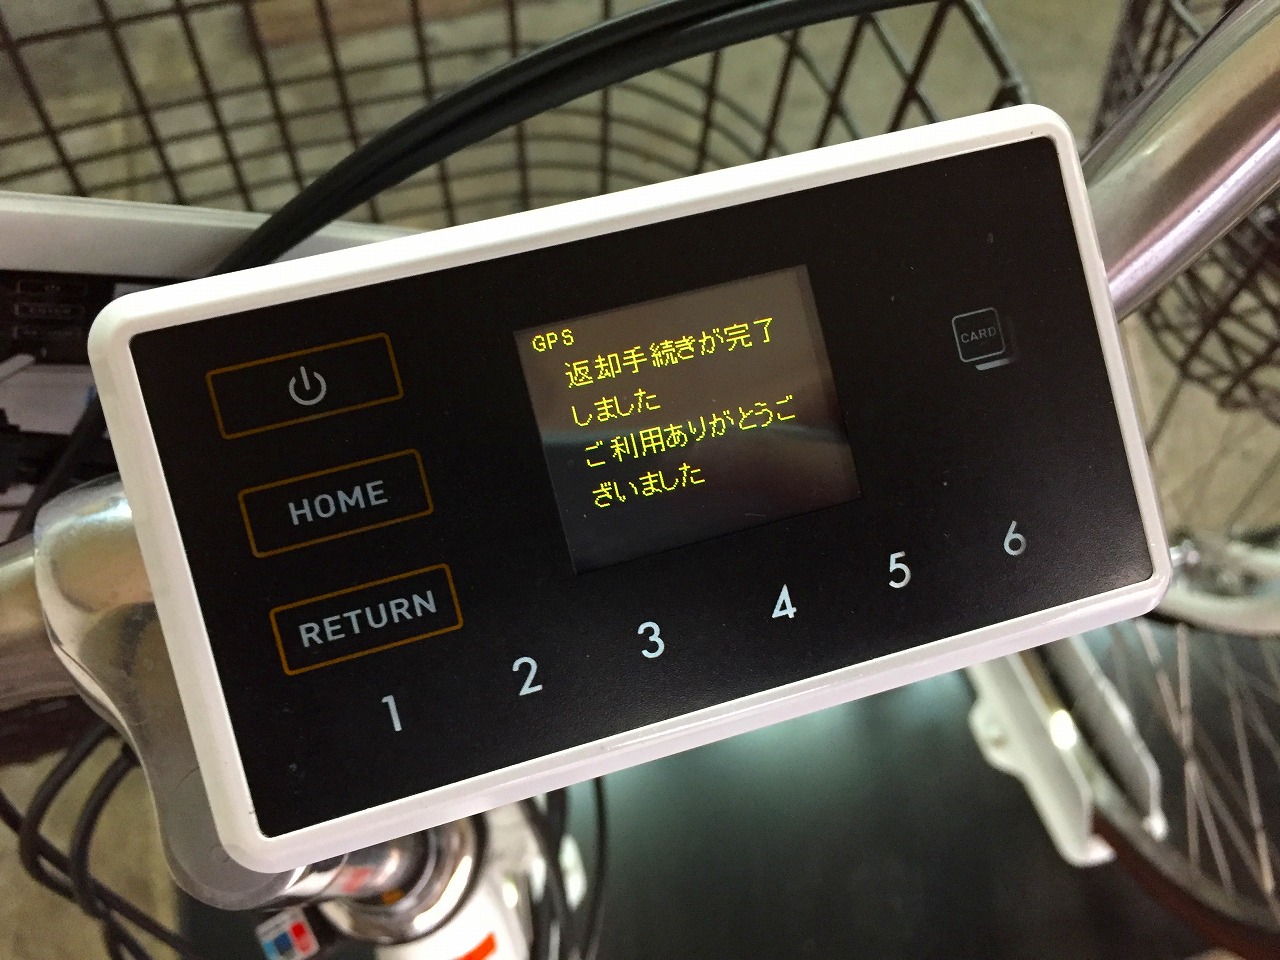 GPS
返却手続きが完了
しました
ご利用ありがとうご
ざいました
CARD
HOME
RETURN
1 2 3 4 5 6